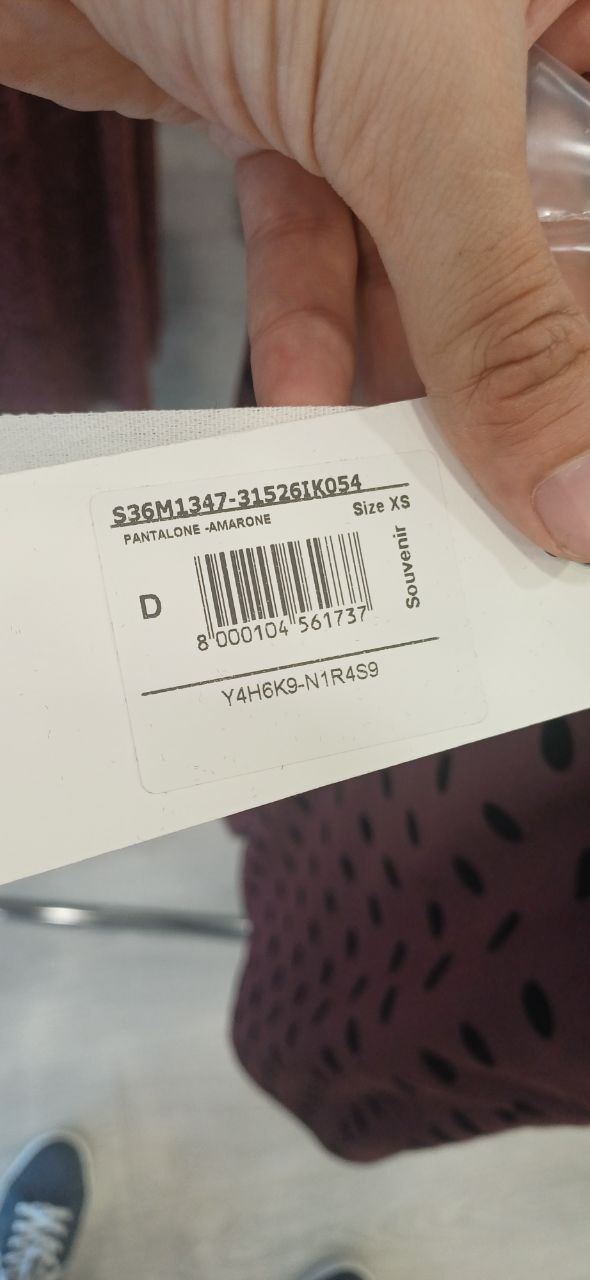 S36M1347-31526IK054
PANTALONE -AMARONE
Size XS
D
Souvenir
8 000104 561737
Y4H6K9-N1R4S9